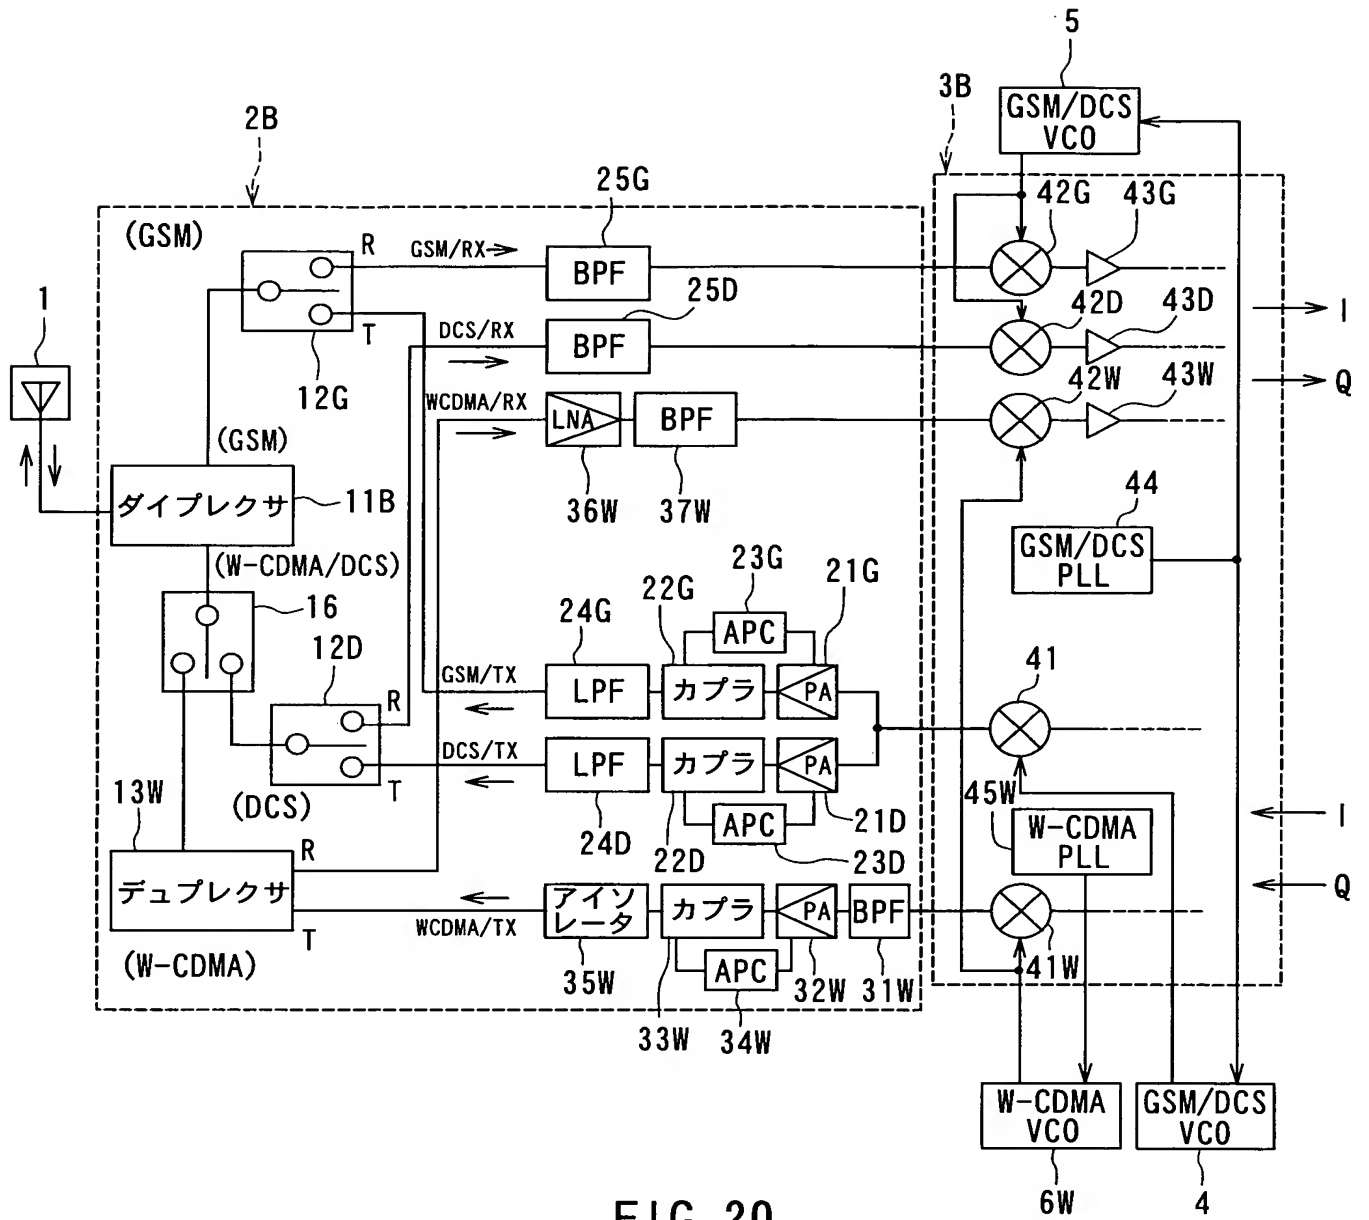 5
3B
GSM/DCS
VCO
2B
25G
42G
43G
(GSM)
R
GSM/RX
BPF
25D
1
T
DCS/RX
BPF
42D
43D
I
12G
WCDMA/RX
42W
43W
Q
LNA
BPF
(GSM)
ダイプレクサ
11B
36W
37W
44
GSM/DCS
PLL
(W-CDMA/DCS)
16
23G
21G
24G
22G
APC
12D
41
GSM/TX
LPF
カプラ
PA
R
DCS/TX
LPF
カプラ
PA
T
13W
(DCS)
45W
24D
22D
APC
21D
23D
W-CDMA
PLL
I
R
デュプレクサ
アイソ
レータ
カプラ
PA
BPF
Q
T
WCDMA/TX
(W-CDMA)
35W
APC
32W
31W
41W
33W
34W
W-CDMA
VCO
GSM/DCS
VCO
6W
4
FIG.20